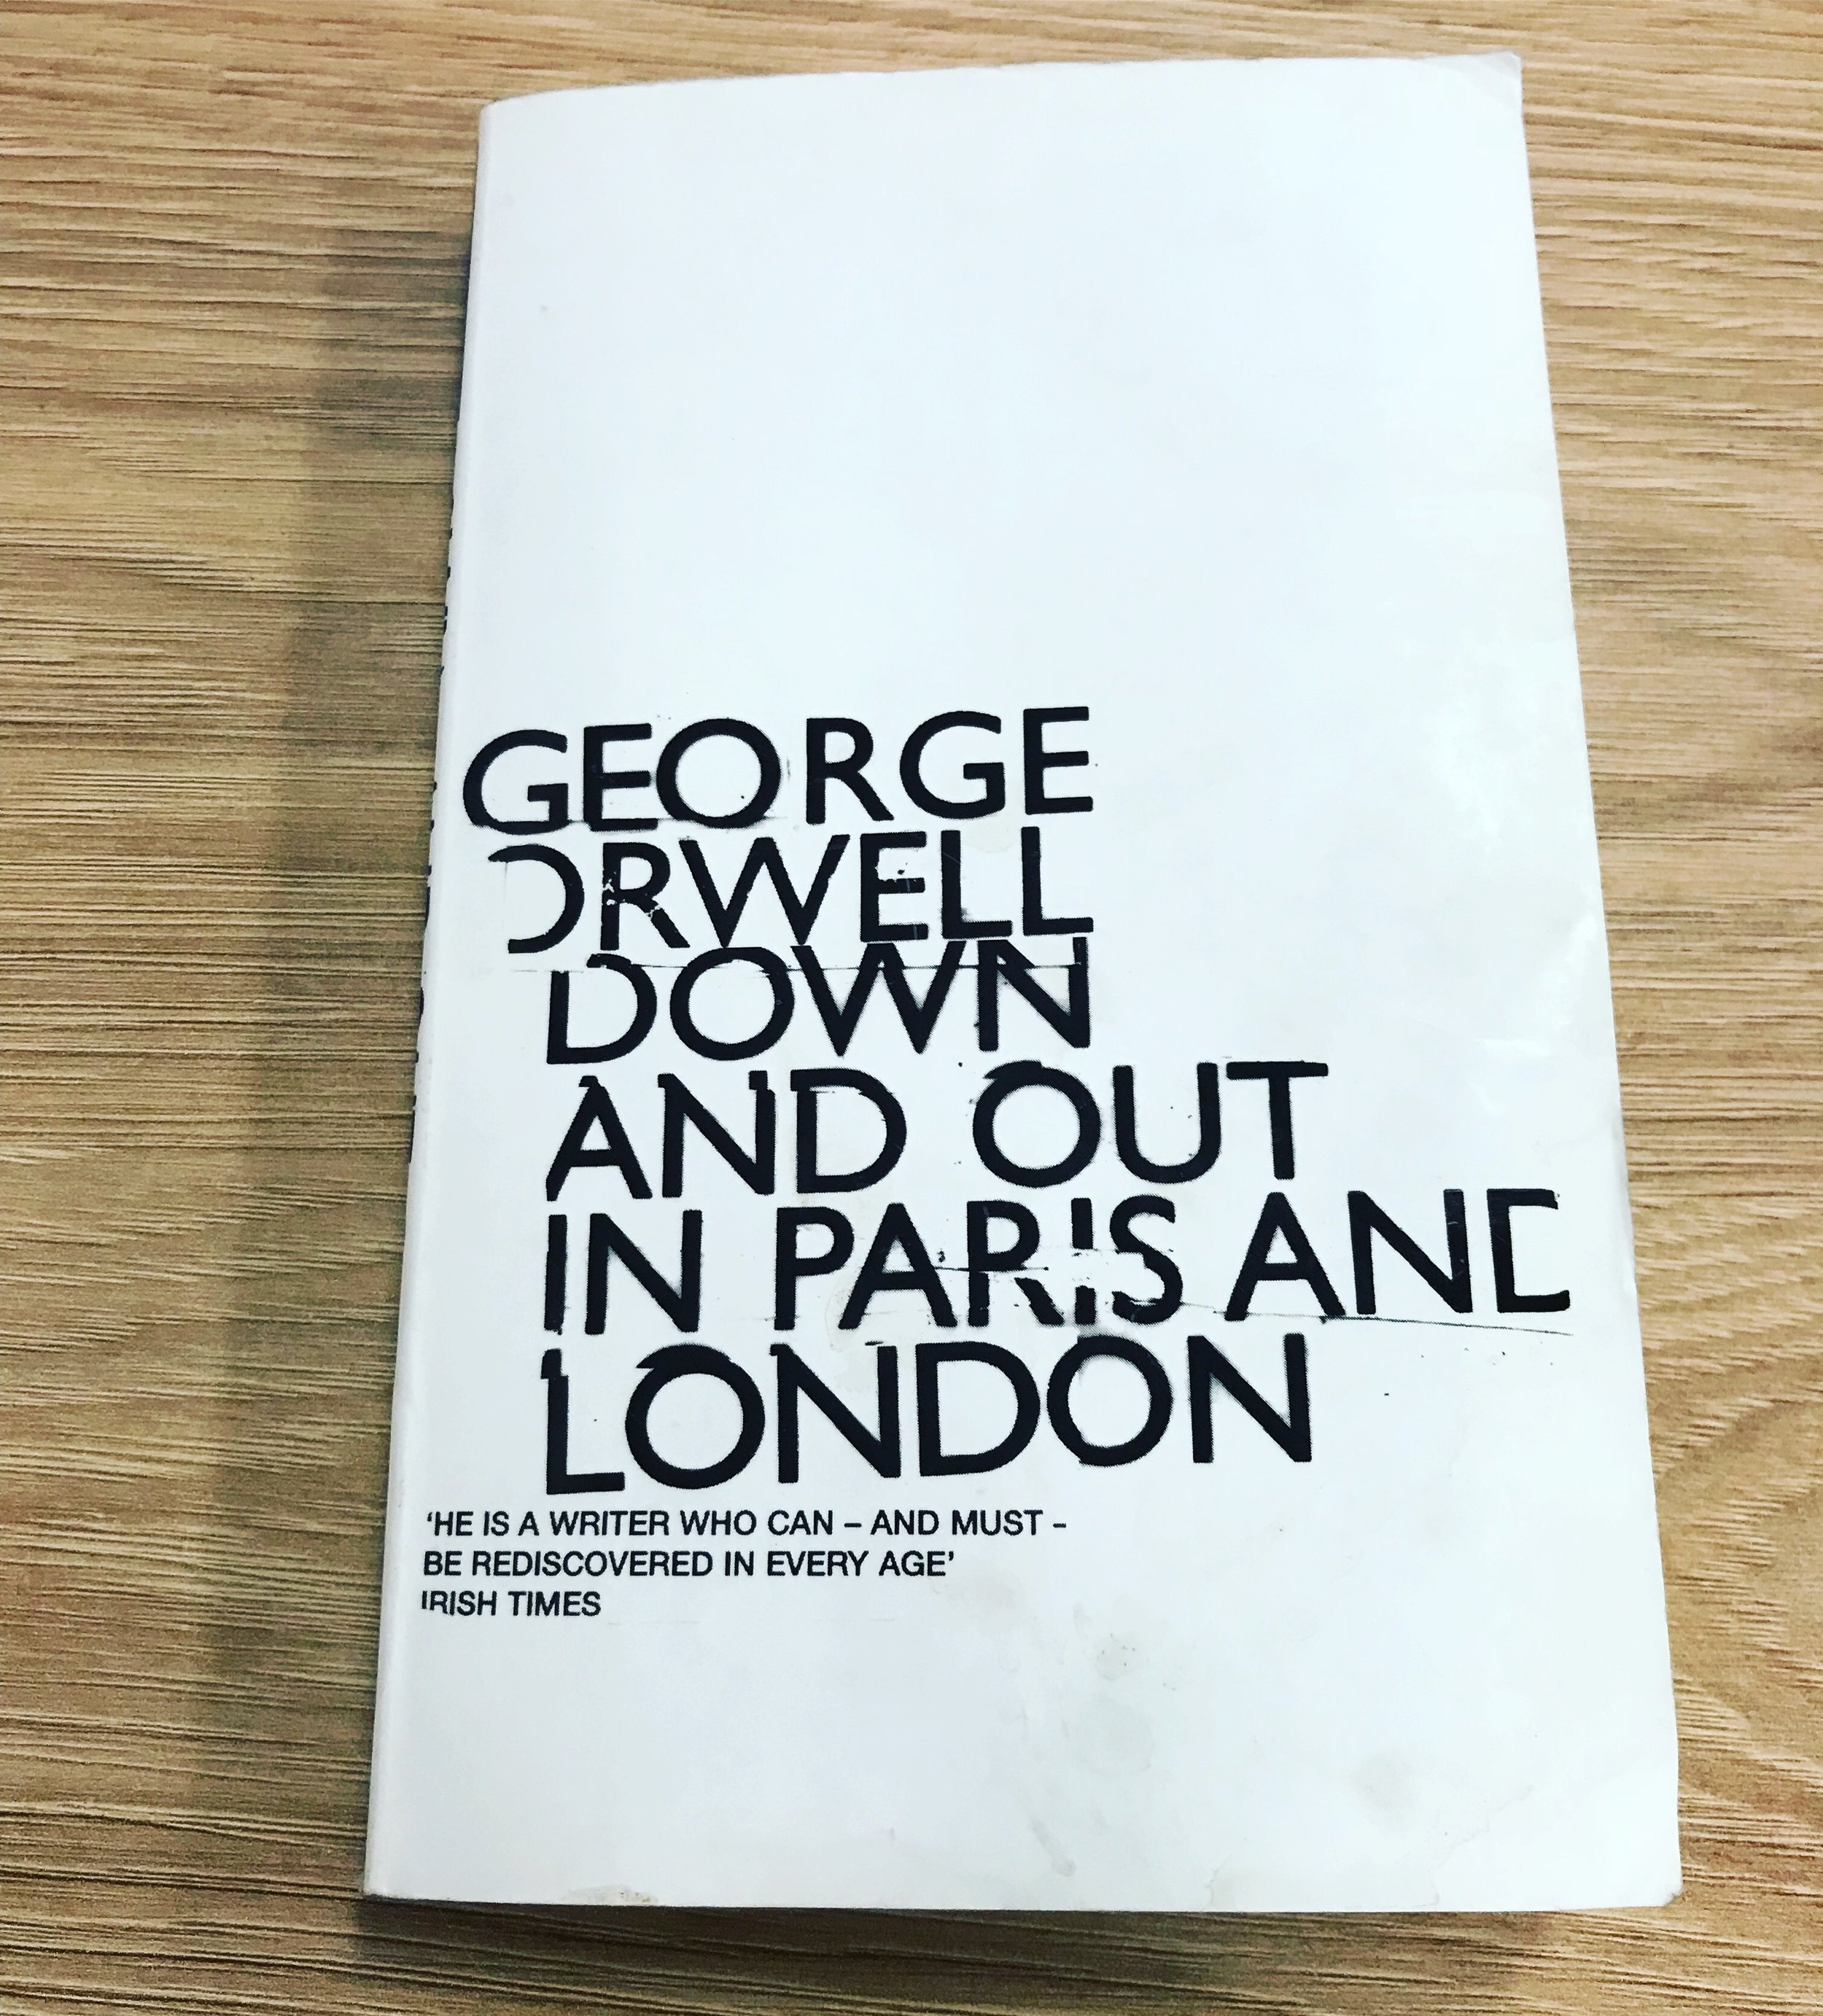 GEORGE
ORWELL
DOWN
AND OUT
IN PARIS AND
LONDON
‘HE IS A WRITER WHO CAN – AND MUST –
BE REDISCOVERED IN EVERY AGE’
IRISH TIMES